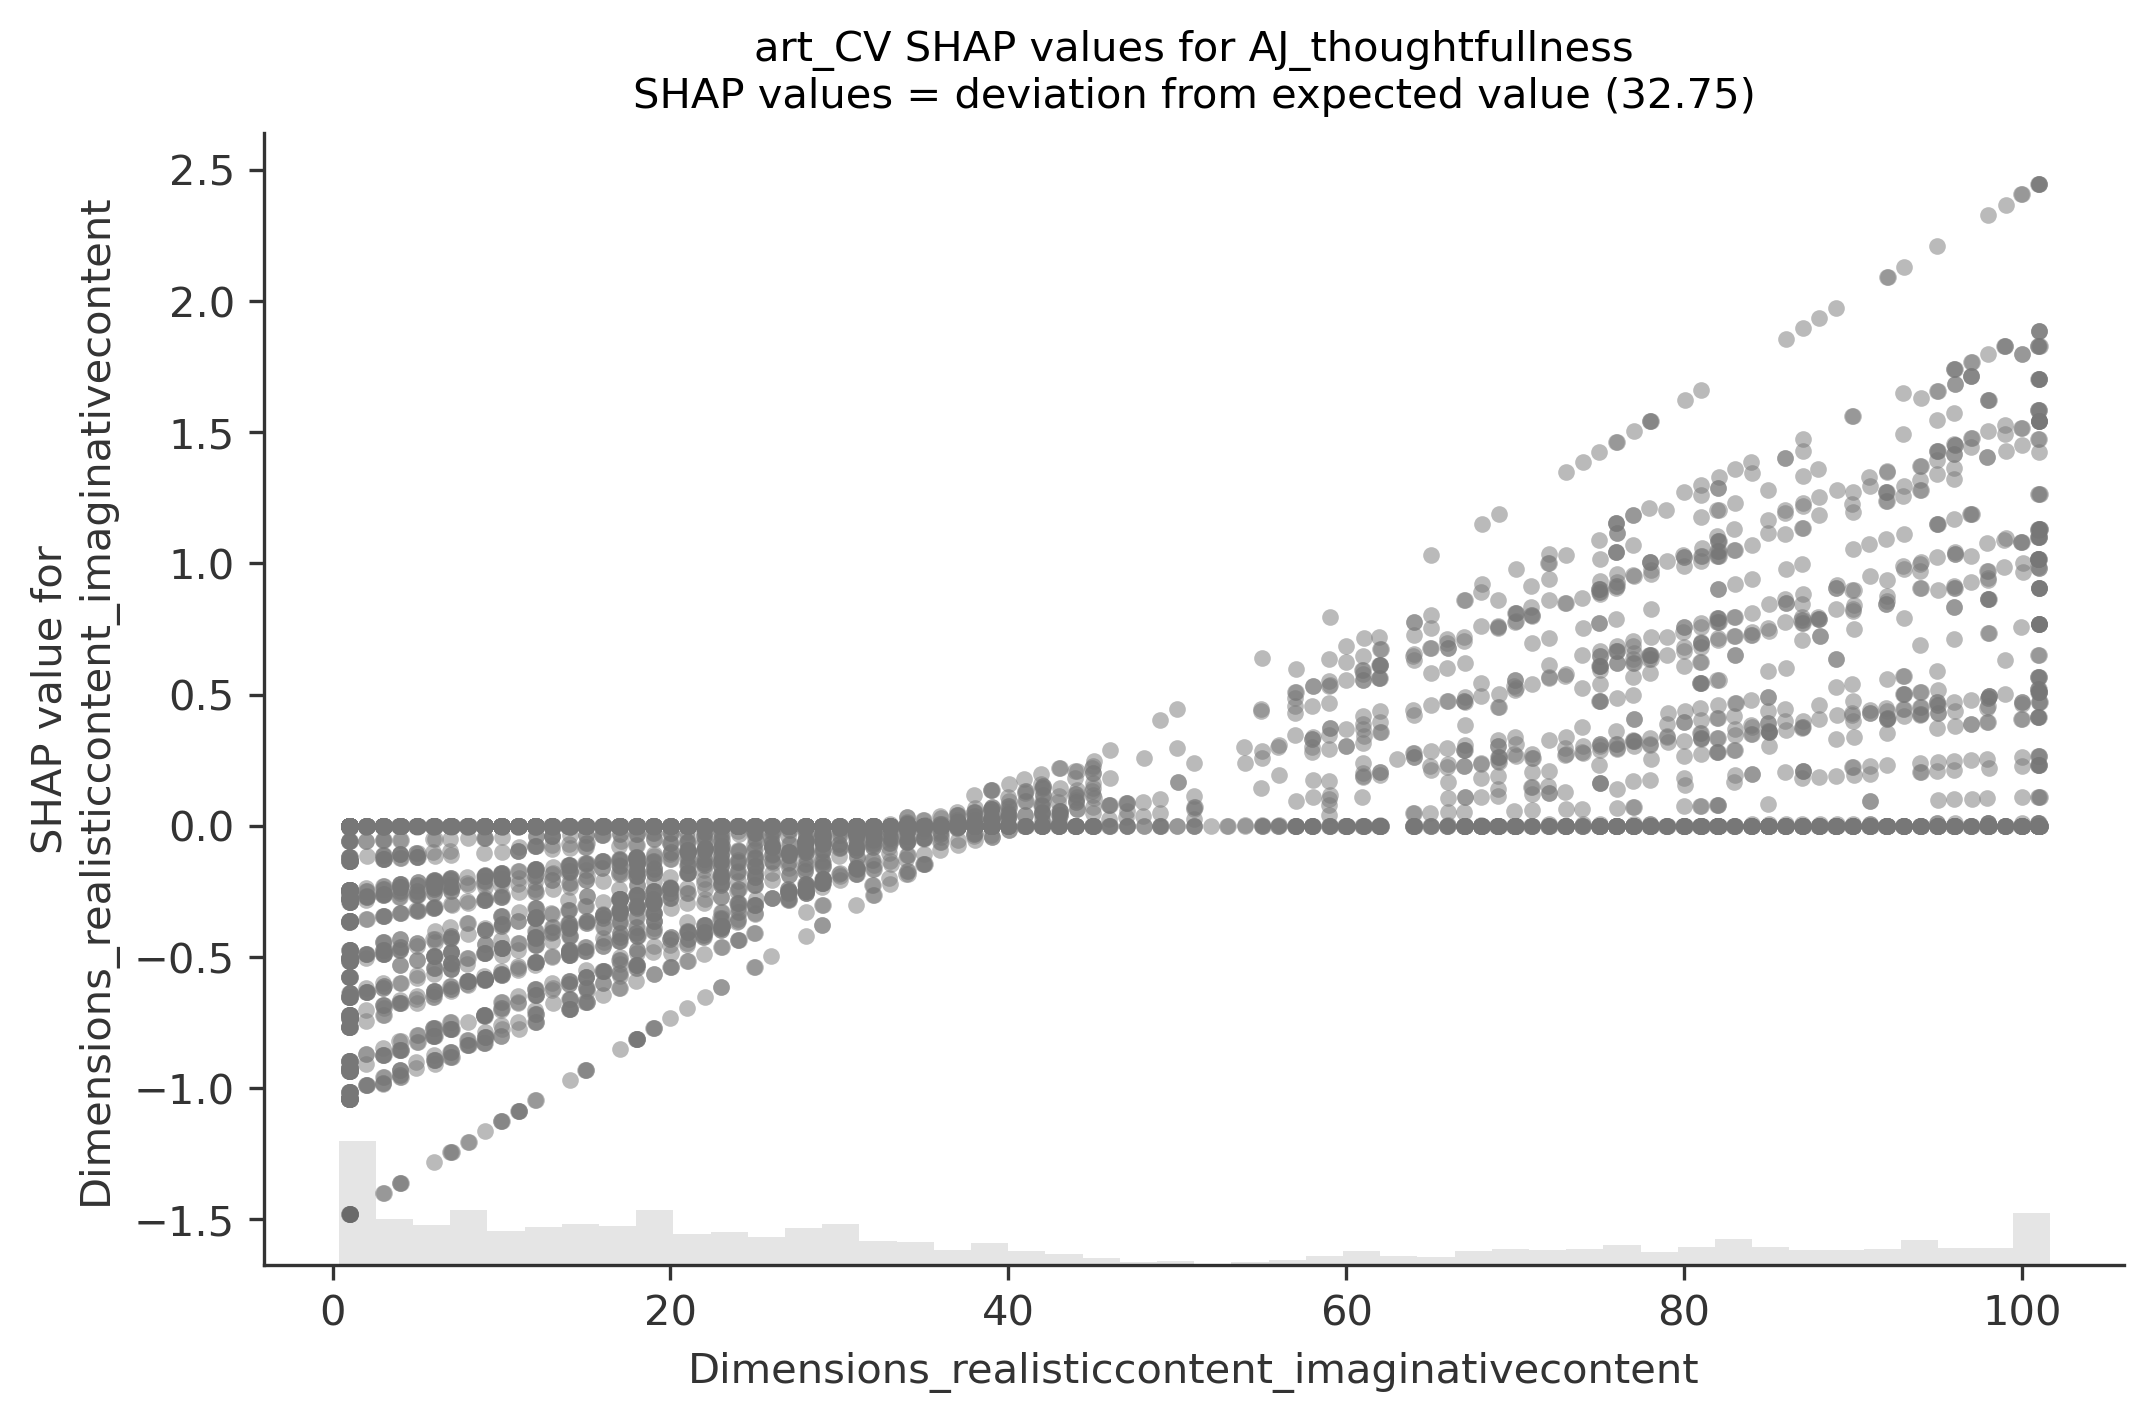 art_CV SHAP values for AJ_thoughtfullness
SHAP values = deviation from expected value (32.75)
SHAP value for
Dimensions_realisticcontent_imaginativecontent
2.5
2.0
1.5
1.0
0.5
0.0
−0.5
−1.0
−1.5
0 20 40 60 80 100
Dimensions_realisticcontent_imaginativecontent